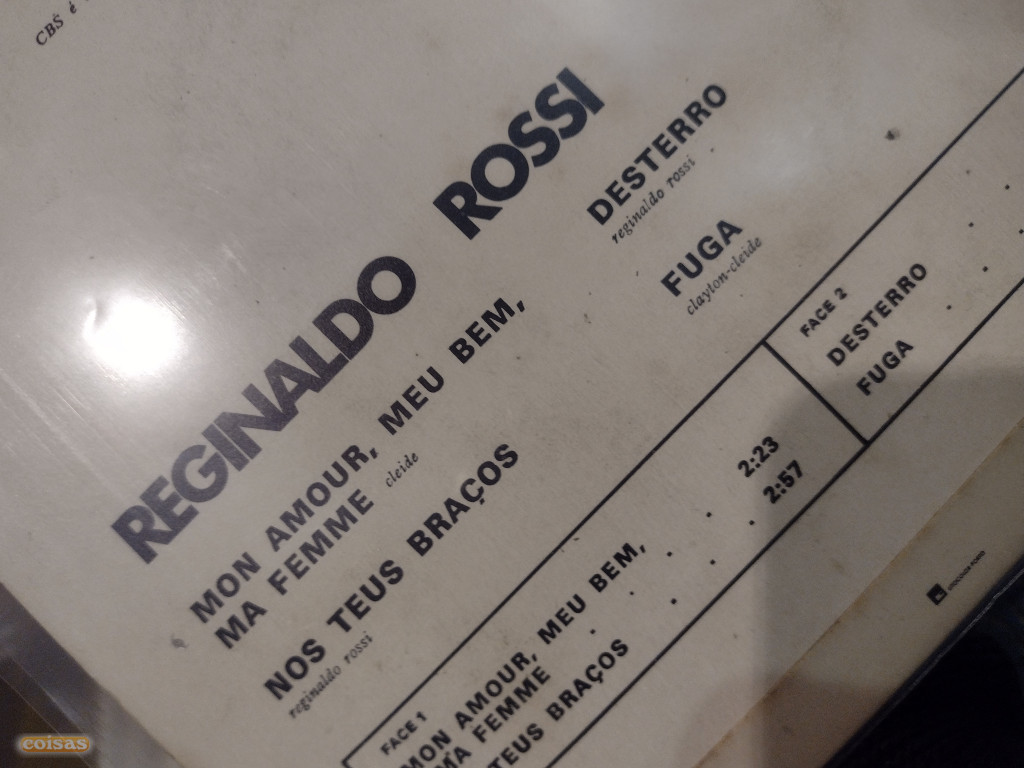 CBS é
REGINALDO ROSSI
MON AMOUR, MEU BEM,
MA FEMME cleide
NOS TEUS BRAÇOS
reginaldo rossi
DESTERRO
reginaldo rossi
FUGA
clayton-cleide
FACE 1
MON AMOUR, MEU BEM,
MA FEMME 2:23
TEUS BRAÇOS 2:57
FACE 2
DESTERRO
FUGA
coisas